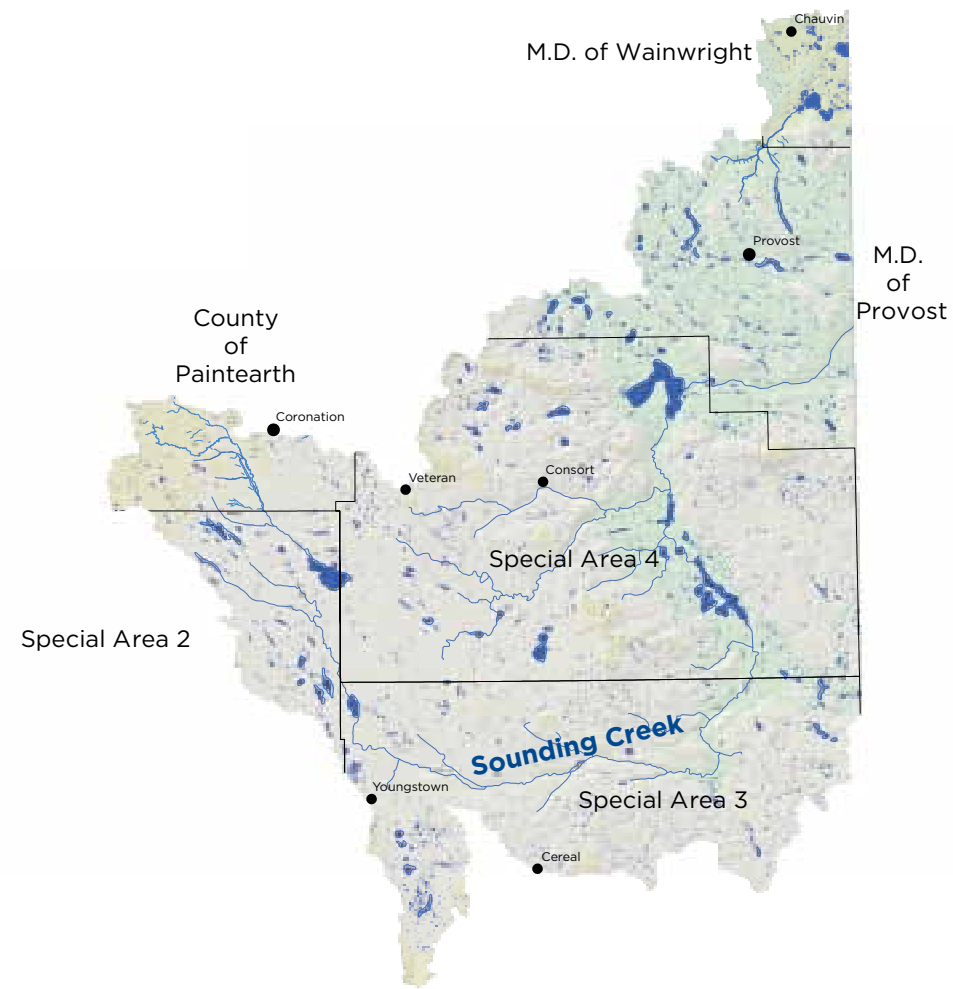 Chauvin
M.D. of Wainwright
Provost
M.D.
of
Provost
County
of
Paintearth
Coronation
Veteran
Consort
Special Area 4
Special Area 2
Sounding Creek
Youngstown
Special Area 3
Cereal